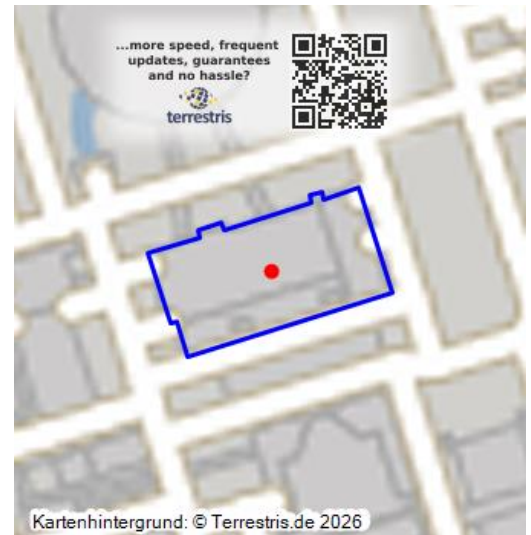 ...more speed, frequent
updates, guarantees
and no hassle?
terrestris
Kartenhintergrund: © Terrestris.de 2026